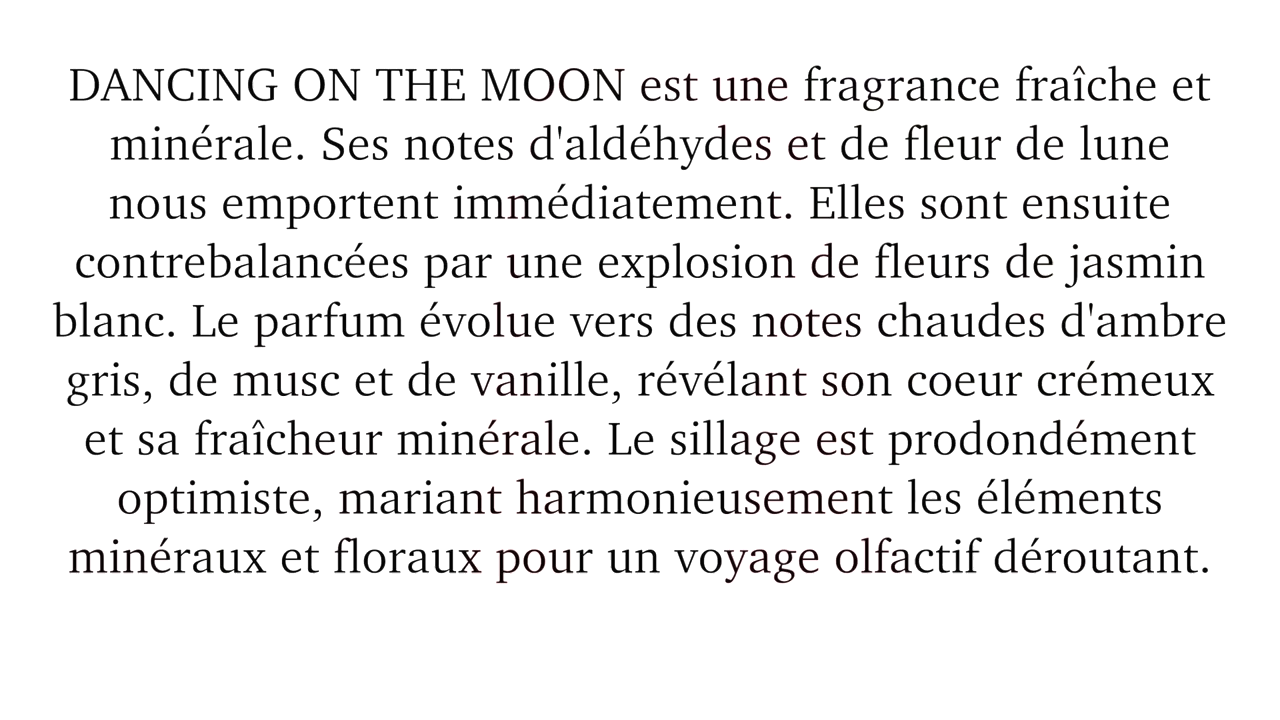 DANCING ON THE MOON est une fragrance fraîche et
minérale. Ses notes d'aldéhydes et de fleur de lune
nous emportent immédiatement. Elles sont ensuite
contrebalancées par une explosion de fleurs de jasmin
blanc. Le parfum évolue vers des notes chaudes d'ambre
gris, de musc et de vanille, révélant son coeur crémeux
et sa fraîcheur minérale. Le sillage est prodondément
optimiste, mariant harmonieusement les éléments
minéraux et floraux pour un voyage olfactif déroutant.